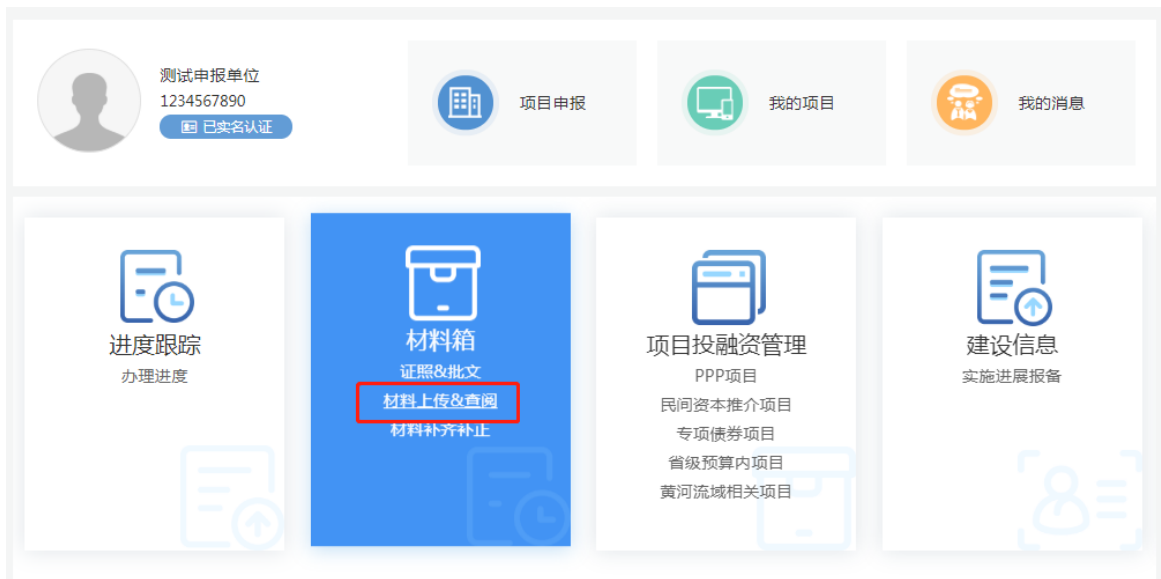 测试申报单位
1234567890
已实名认证
项目申报
我的项目
我的消息
进度跟踪
办理进度
材料箱
证照&批文
材料上传&查阅
材料补齐补正
项目投融资管理
PPP项目
民间资本推介项目
专项债券项目
省级预算内项目
黄河流域相关项目
建设信息
实施进展报备